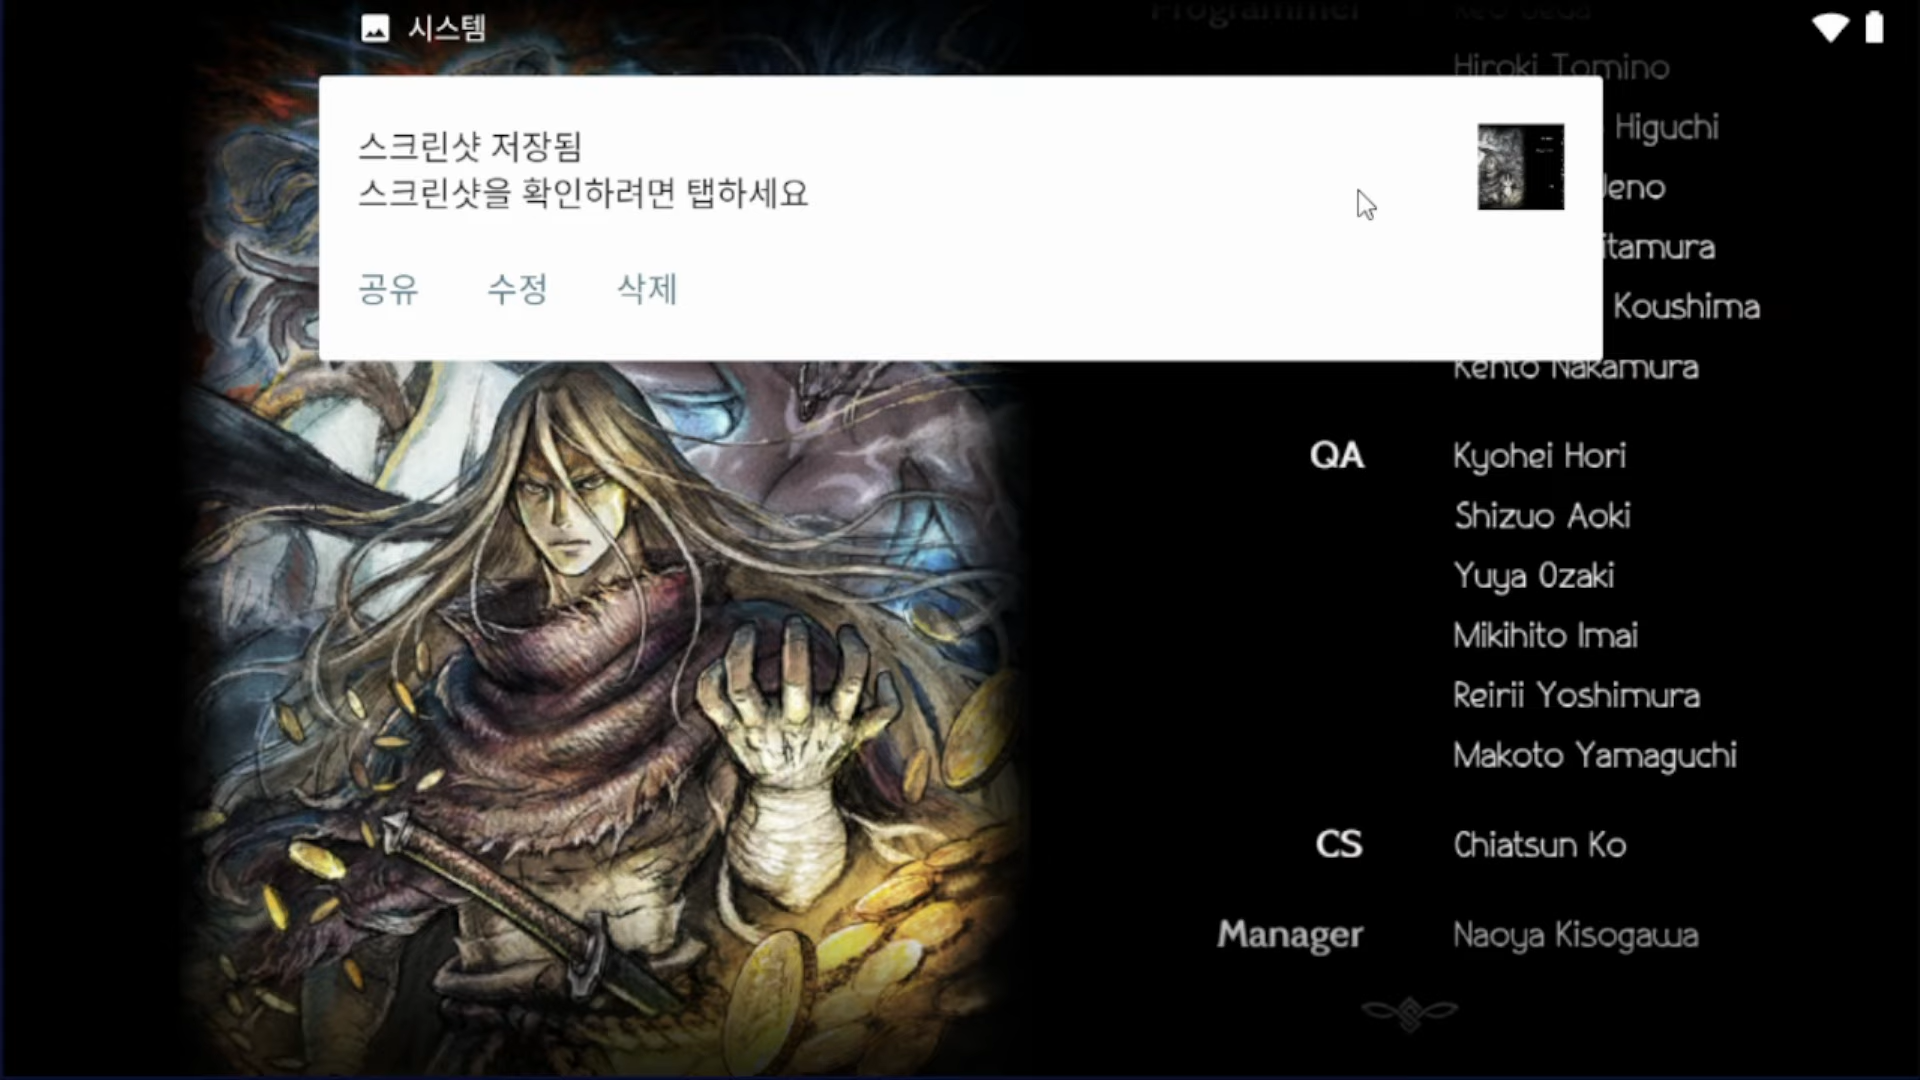 시스템
스크린샷 저장됨
스크린샷을 확인하려면 탭하세요
공유 수정 삭제
Programmer
Hiroki Tomino
Higuchi
Koushima
Kento Nakamura
QA Kyohei Hori
Shizuo Aoki
Yuya Ozaki
Mikihito Imai
Reirii Yoshimura
Makoto Yamaguchi
CS Chiatsun Ko
Manager Naoya Kisogawa